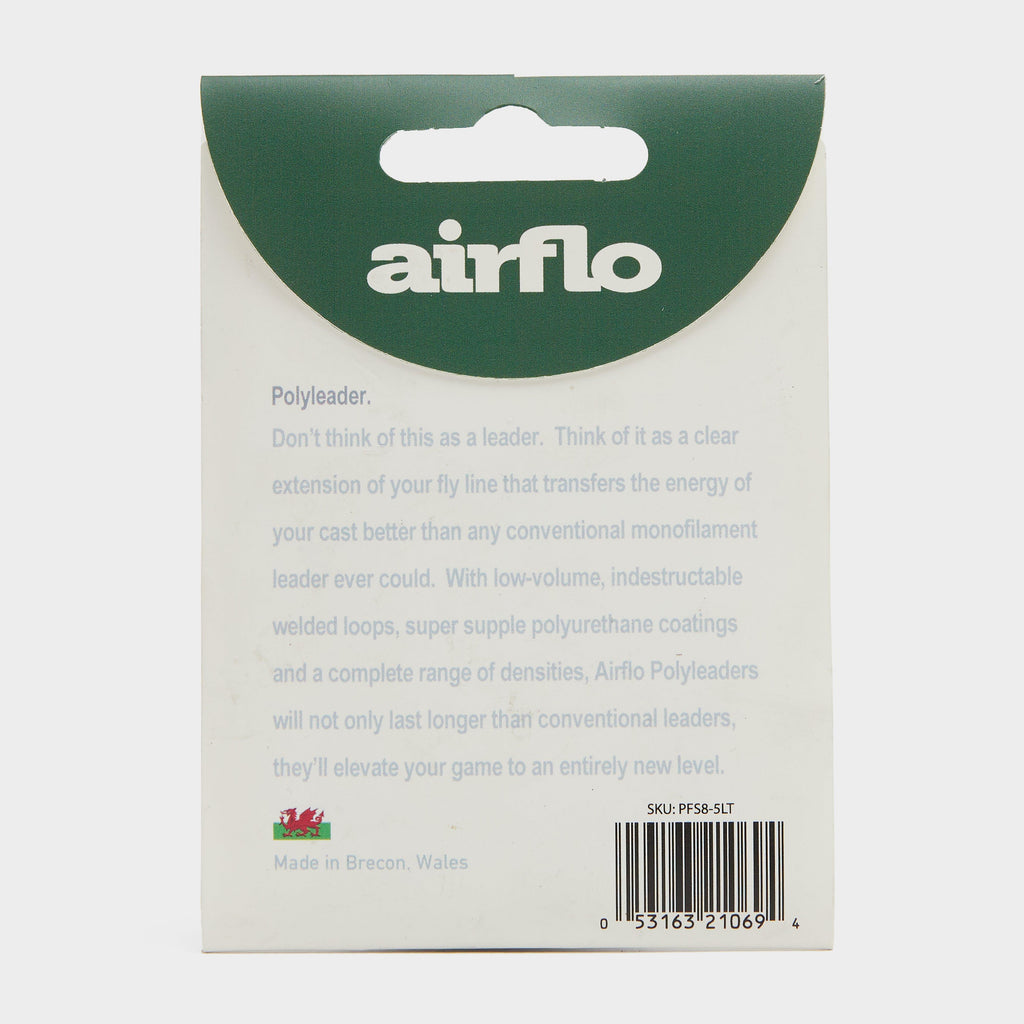 airflo
Polyleader.
Don't think of this as a leader.  Think of it as a clear
extension of your fly line that transfers the energy of
your cast better than any conventional monofilament
leader ever could.  With low-volume, indestructable
welded loops, super supple polyurethane coatings
and a complete range of densities, Airflo Polyleaders
will not only last longer than conventional leaders,
they'll elevate your game to an entirely new level.
Made in Brecon, Wales
SKU: PFS8-5LT
0 53163 21069 4